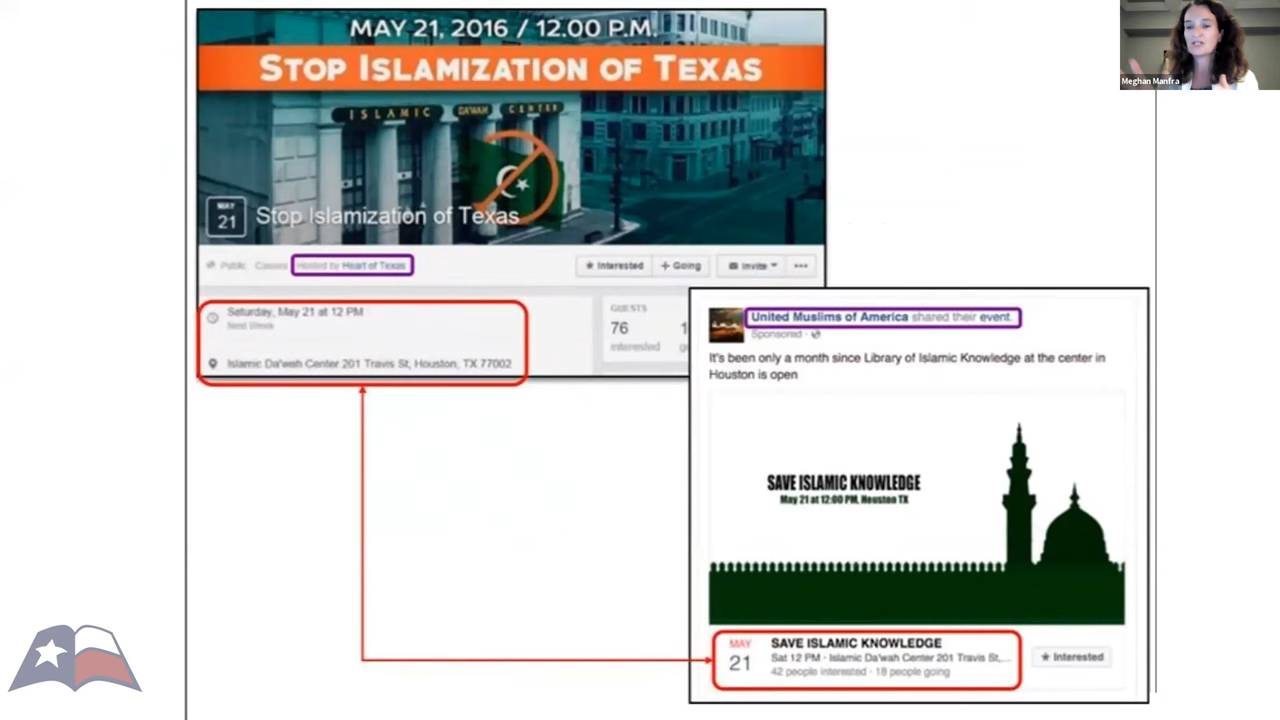 MAY 21, 2016 / 12.00 P.M.
STOP ISLAMIZATION OF TEXAS
ISLAMIC DA'WAH CENTER
MAY
21
Stop Islamization of Texas
Public Causes Hosted by Heart of Texas
Interested
Going
Invite
Saturday, May 21 at 12 PM
Next Week
Islamic Da'wah Center 201 Travis St, Houston, TX 77002
GUESTS
76
interested
1
Meghan Manfra
United Muslims of America shared their event.
Sponsored
It's been only a month since Library of Islamic Knowledge at the center in
Houston is open
SAVE ISLAMIC KNOWLEDGE
May 21 at 12:00 PM, Houston TX
MAY
21
SAVE ISLAMIC KNOWLEDGE
Sat 12 PM · Islamic Da'wah Center 201 Travis St,...
42 people interested · 18 people going
Interested